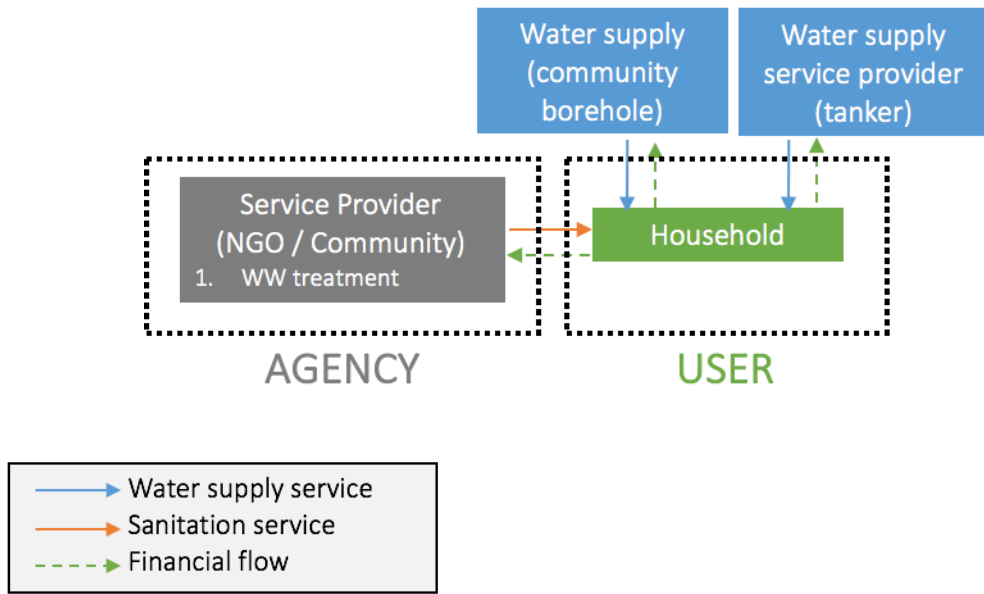 Water supply
(community
borehole)
Water supply
service provider
(tanker)
Service Provider
(NGO / Community)
1. WW treatment
Household
AGENCY
USER
Water supply service
Sanitation service
Financial flow